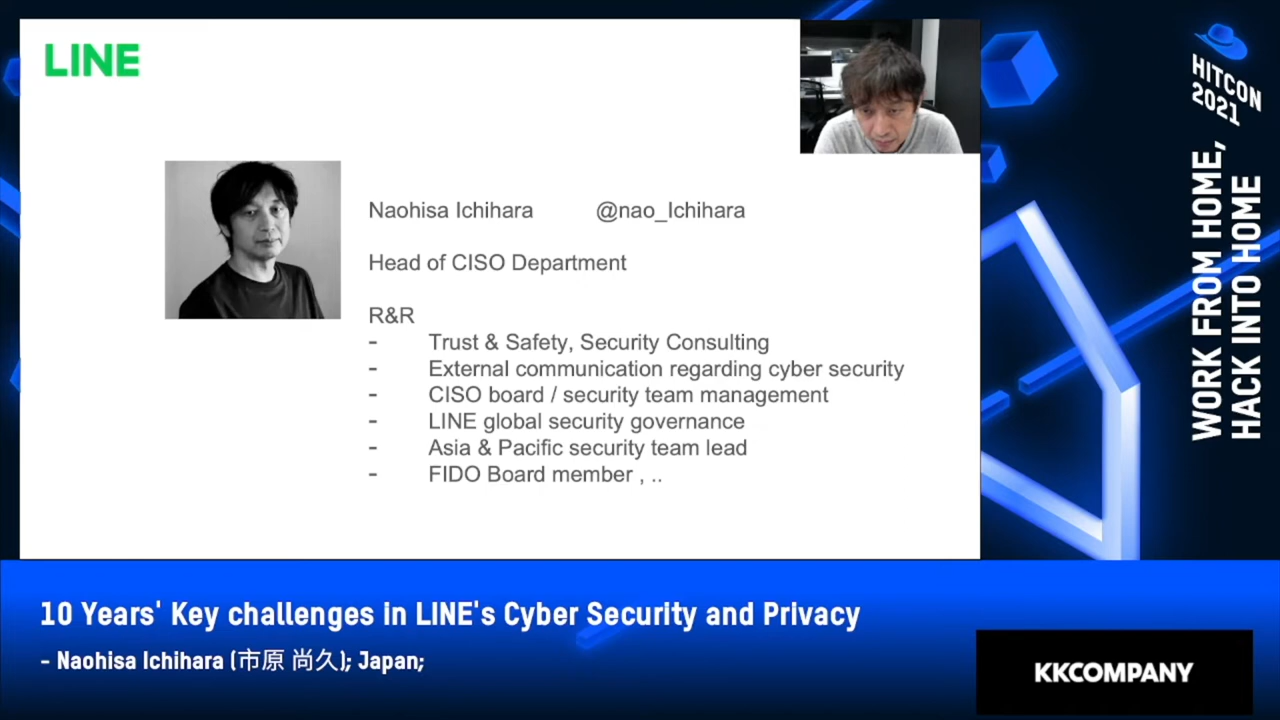 LINE
Naohisa Ichihara @nao_Ichihara
Head of CISO Department
R&R
- Trust & Safety, Security Consulting
- External communication regarding cyber security
- CISO board / security team management
- LINE global security governance
- Asia & Pacific security team lead
- FIDO Board member , ..
HITCON
2021
WORK FROM HOME,
HACK INTO HOME
10 Years' Key challenges in LINE's Cyber Security and Privacy
- Naohisa Ichihara (市原 尚久); Japan;
KKCOMPANY